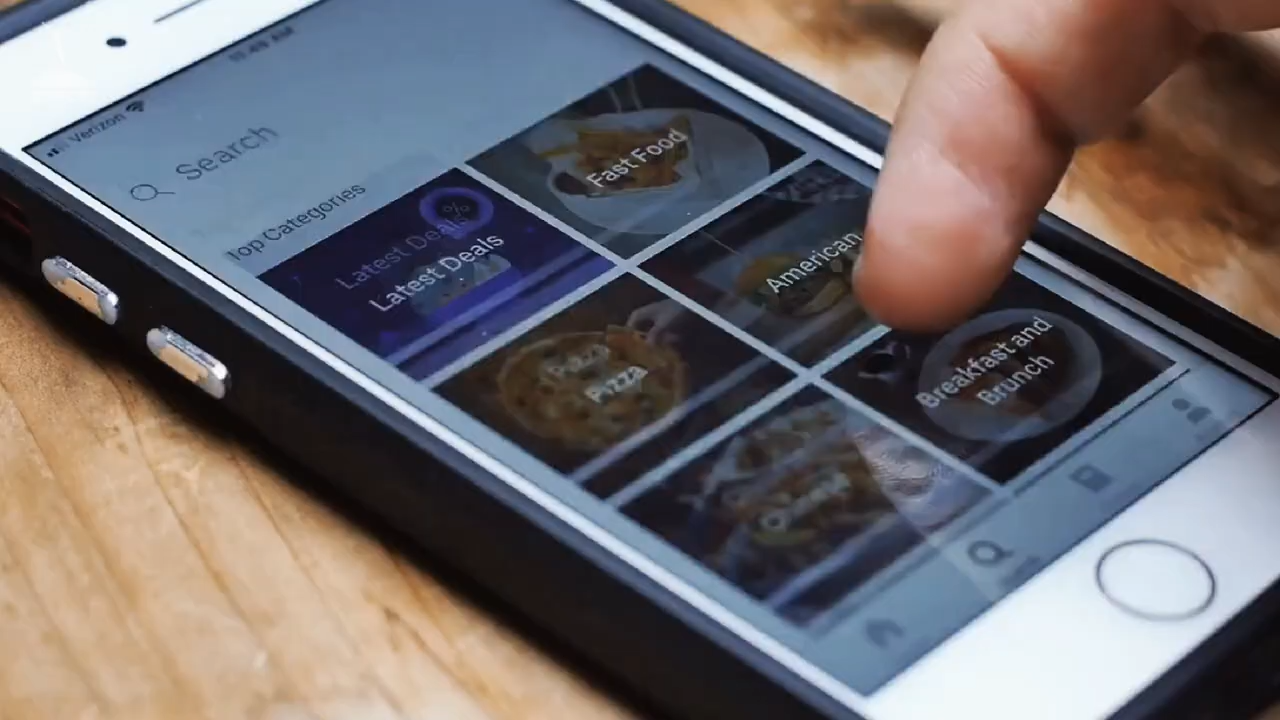 Verizon
Search
Top Categories
Latest Deals
Latest Deals
Fast Food
Pizza
Pizza
American
Breakfast and
Brunch